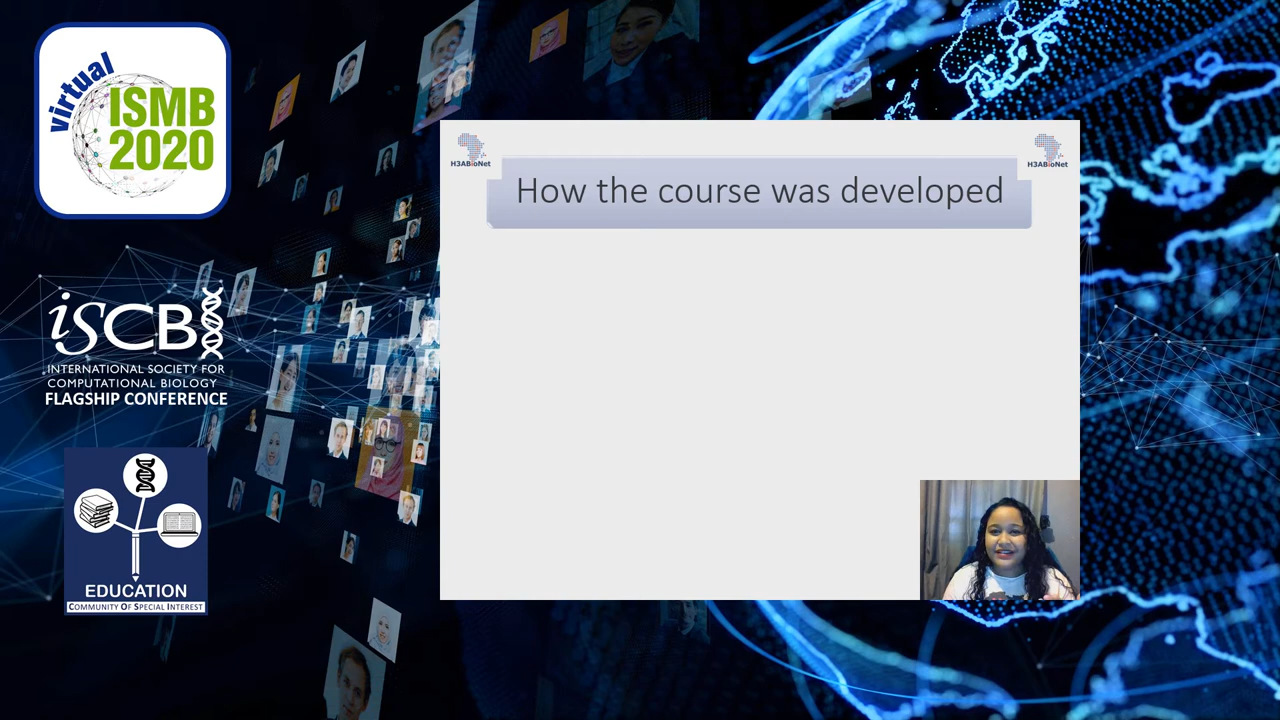 virtual
ISMB
2020
iSCB
INTERNATIONAL SOCIETY FOR
COMPUTATIONAL BIOLOGY
FLAGSHIP CONFERENCE
EDUCATION
COMMUNITY OF SPECIAL INTEREST
H3ABioNet
H3ABioNet
How the course was developed